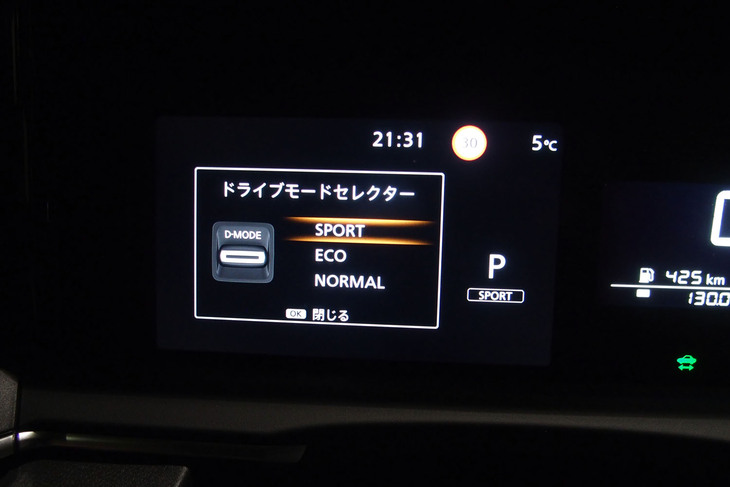 21:31 30 5℃
ドライブモードセレクター
D-MODE
SPORT
ECO
NORMAL
OK 閉じる
P
SPORT
425 km
130.0